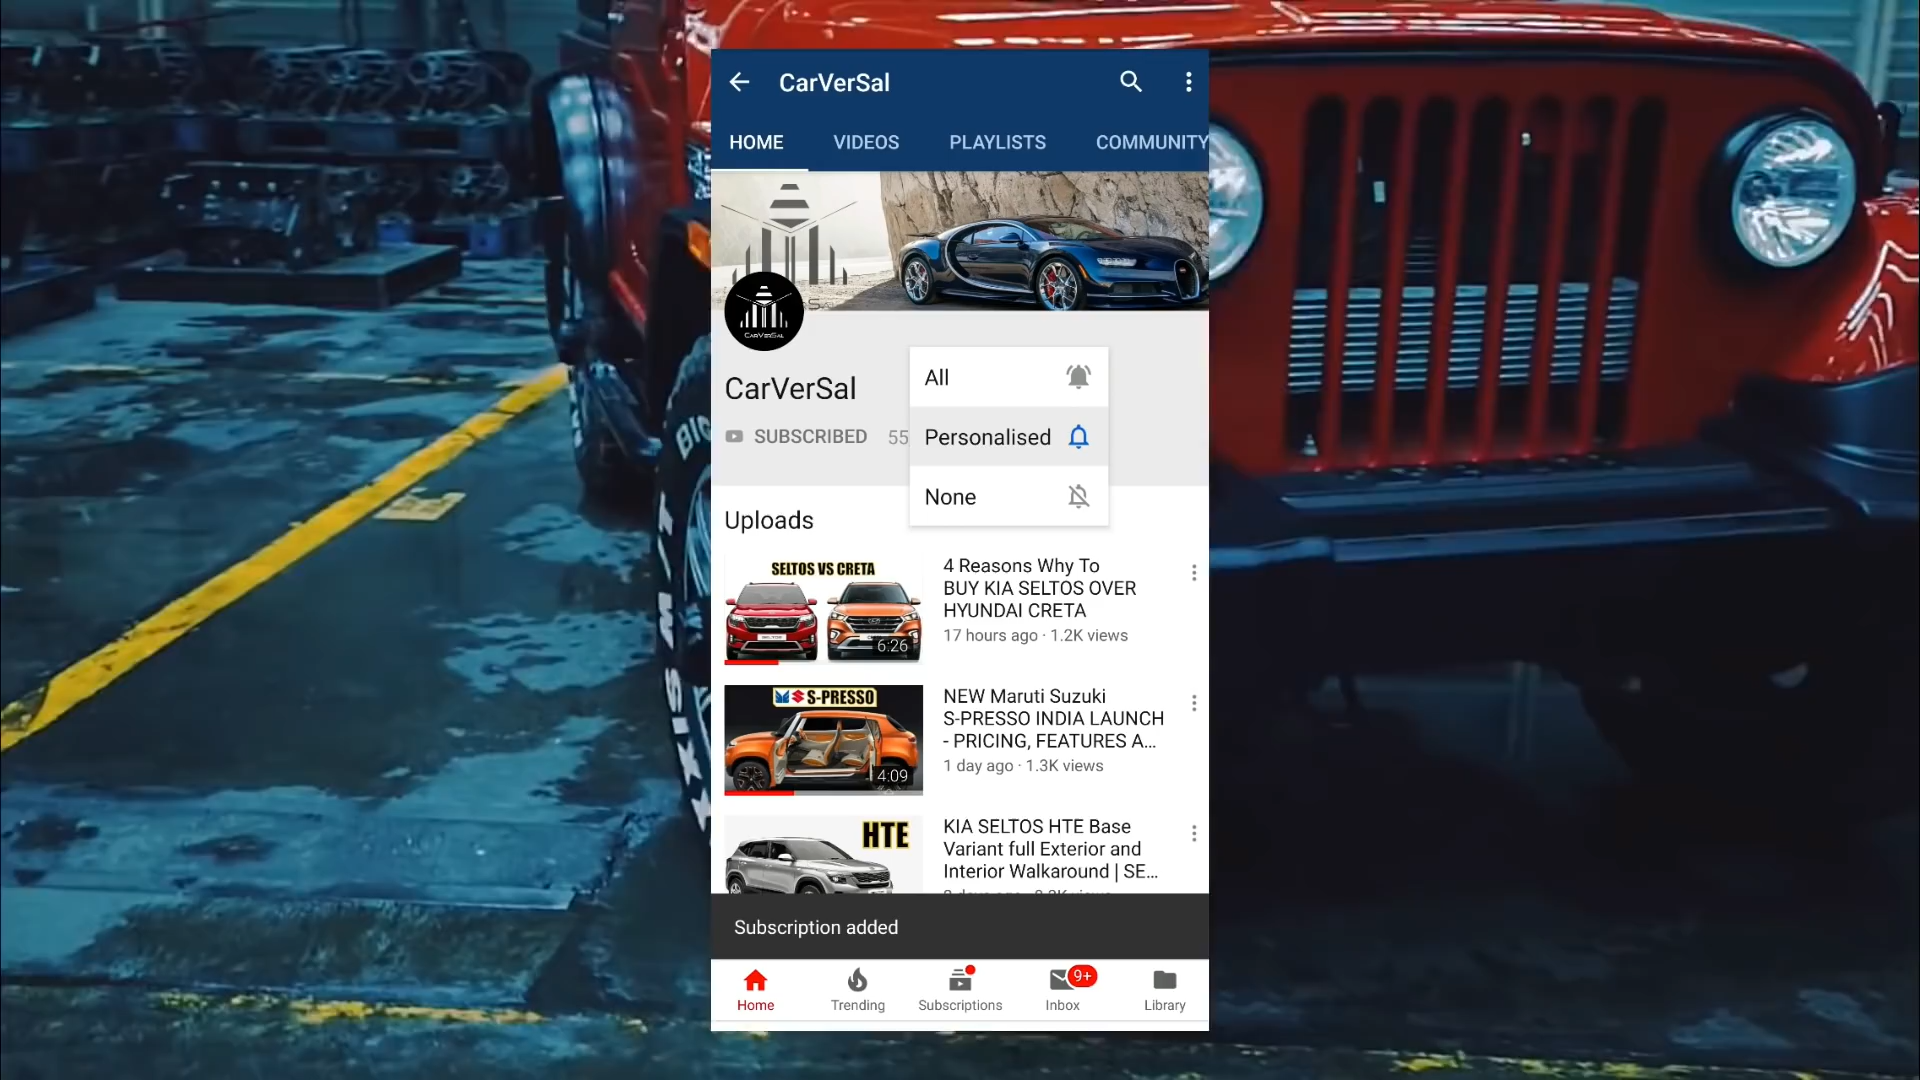 CarVerSal
HOME VIDEOS PLAYLISTS COMMUNITY
CarVerSal
CarVerSal
All
SUBSCRIBED 55
Personalised
None
Uploads
SELTOS VS CRETA
6:26
4 Reasons Why To
BUY KIA SELTOS OVER
HYUNDAI CRETA
17 hours ago · 1.2K views
S-PRESSO
4:09
NEW Maruti Suzuki
S-PRESSO INDIA LAUNCH
- PRICING, FEATURES A...
1 day ago · 1.3K views
HTE
KIA SELTOS HTE Base
Variant full Exterior and
Interior Walkaround | SE...
Subscription added
9+
Home Trending Subscriptions Inbox Library